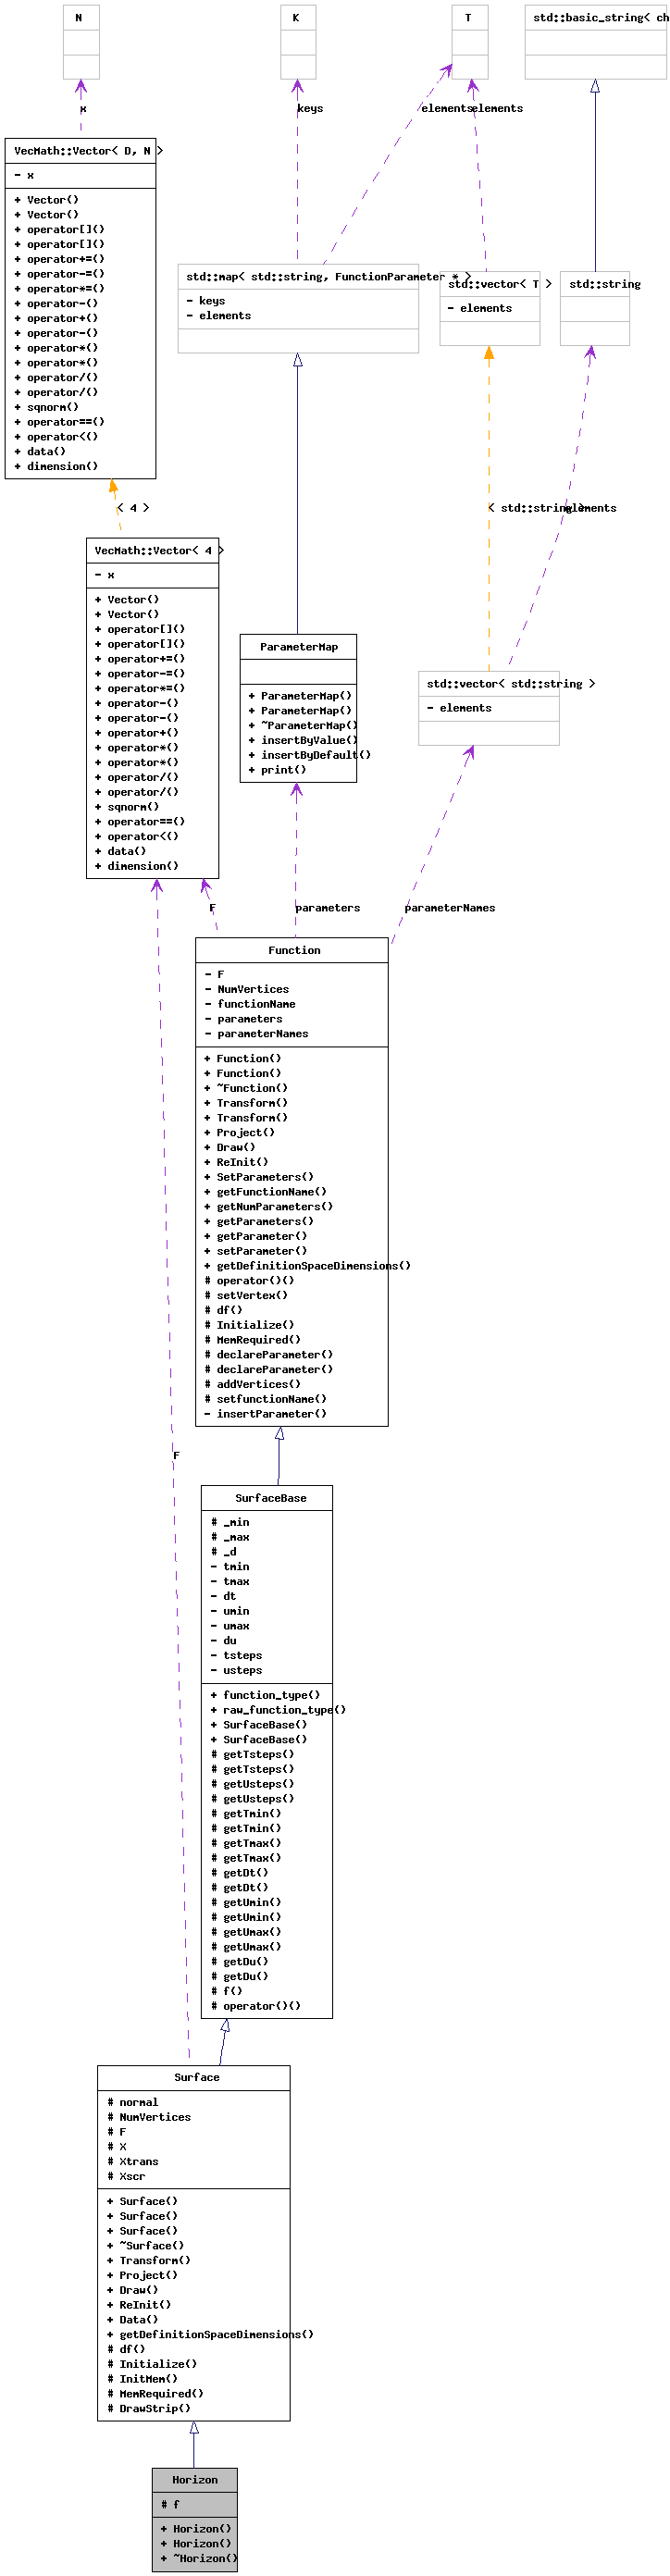 N
K
T
std::basic_string< ch
x
keys
elements
elements
VecMath::Vector< D, N >
- x
+ Vector()
+ Vector()
+ operator[]()
+ operator[]()
+ operator+=()
+ operator-=()
+ operator*=()
+ operator-()
+ operator+()
+ operator-()
+ operator*()
+ operator*()
+ operator/()
+ operator/()
+ sqnorm()
+ operator==()
+ operator<()
+ data()
+ dimension()
std::map< std::string, FunctionParameter * >
- keys
- elements
std::vector< T >
- elements
std::string
< 4 >
< std::string >
elements
VecMath::Vector< 4 >
- x
+ Vector()
+ Vector()
+ operator[]()
+ operator[]()
+ operator+=()
+ operator-=()
+ operator*=()
+ operator-()
+ operator-()
+ operator+()
+ operator*()
+ operator*()
+ operator/()
+ operator/()
+ sqnorm()
+ operator==()
+ operator<()
+ data()
+ dimension()
ParameterMap
+ ParameterMap()
+ ParameterMap()
+ ~ParameterMap()
+ insertByValue()
+ insertByDefault()
+ print()
std::vector< std::string >
- elements
F
parameters
parameterNames
Function
- F
- NumVertices
- functionName
- parameters
- parameterNames
+ Function()
+ Function()
+ ~Function()
+ Transform()
+ Transform()
+ Project()
+ Draw()
+ ReInit()
+ SetParameters()
+ getFunctionName()
+ getNumParameters()
+ getParameters()
+ getParameter()
+ setParameter()
+ getDefinitionSpaceDimensions()
# operator()()
# setVertex()
# df()
# Initialize()
# MemRequired()
# declareParameter()
# declareParameter()
# addVertices()
# setfunctionName()
- insertParameter()
F
SurfaceBase
# _min
# _max
# _d
- tmin
- tmax
- dt
- umin
- umax
- du
- tsteps
- usteps
+ function_type()
+ raw_function_type()
+ SurfaceBase()
+ SurfaceBase()
# getTsteps()
# getTsteps()
# getUsteps()
# getUsteps()
# getTmin()
# getTmin()
# getTmax()
# getTmax()
# getDt()
# getDt()
# getUmin()
# getUmin()
# getUmax()
# getUmax()
# getDu()
# getDu()
# f()
# operator()()
Surface
# normal
# NumVertices
# F
# X
# Xtrans
# Xscr
+ Surface()
+ Surface()
+ Surface()
+ ~Surface()
+ Transform()
+ Project()
+ Draw()
+ ReInit()
+ Data()
+ getDefinitionSpaceDimensions()
# df()
# Initialize()
# InitMem()
# MemRequired()
# DrawStrip()
Horizon
# f
+ Horizon()
+ Horizon()
+ ~Horizon()